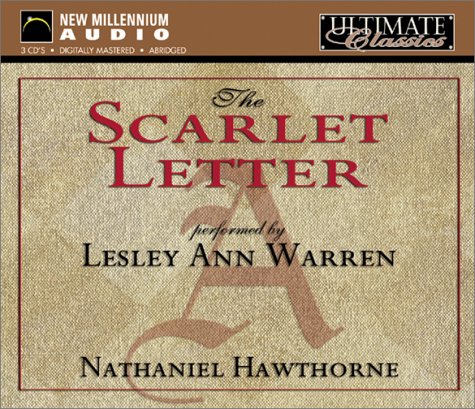 NEW MILLENNIUM
AUDIO
3 CD'S • DIGITALLY MASTERED • ABRIDGED
ULTIMATE
Classics
The
SCARLET
LETTER
A
performed by
LESLEY ANN WARREN
NATHANIEL HAWTHORNE